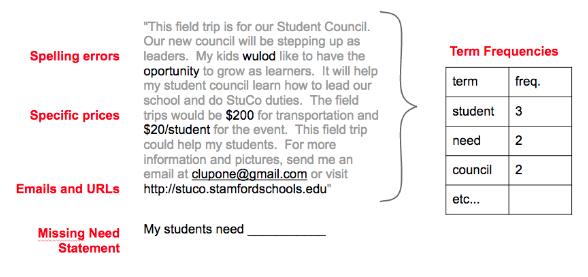 "This field trip is for our Student Council.
Our new council will be stepping up as
leaders. My kids wulod like to have the
oportunity to grow as learners. It will help
my student council learn how to lead our
school and do StuCo duties. The field
trips would be $200 for transportation and
$20/student for the event. This field trip
could help my students. For more
information and pictures, send me an
email at clupone@gmail.com or visit
http://stuco.stamfordschools.edu"
Spelling errors
Specific prices
Emails and URLs
Missing Need
Statement
My students need ___________
Term Frequencies
term freq.
student 3
need 2
council 2
etc...